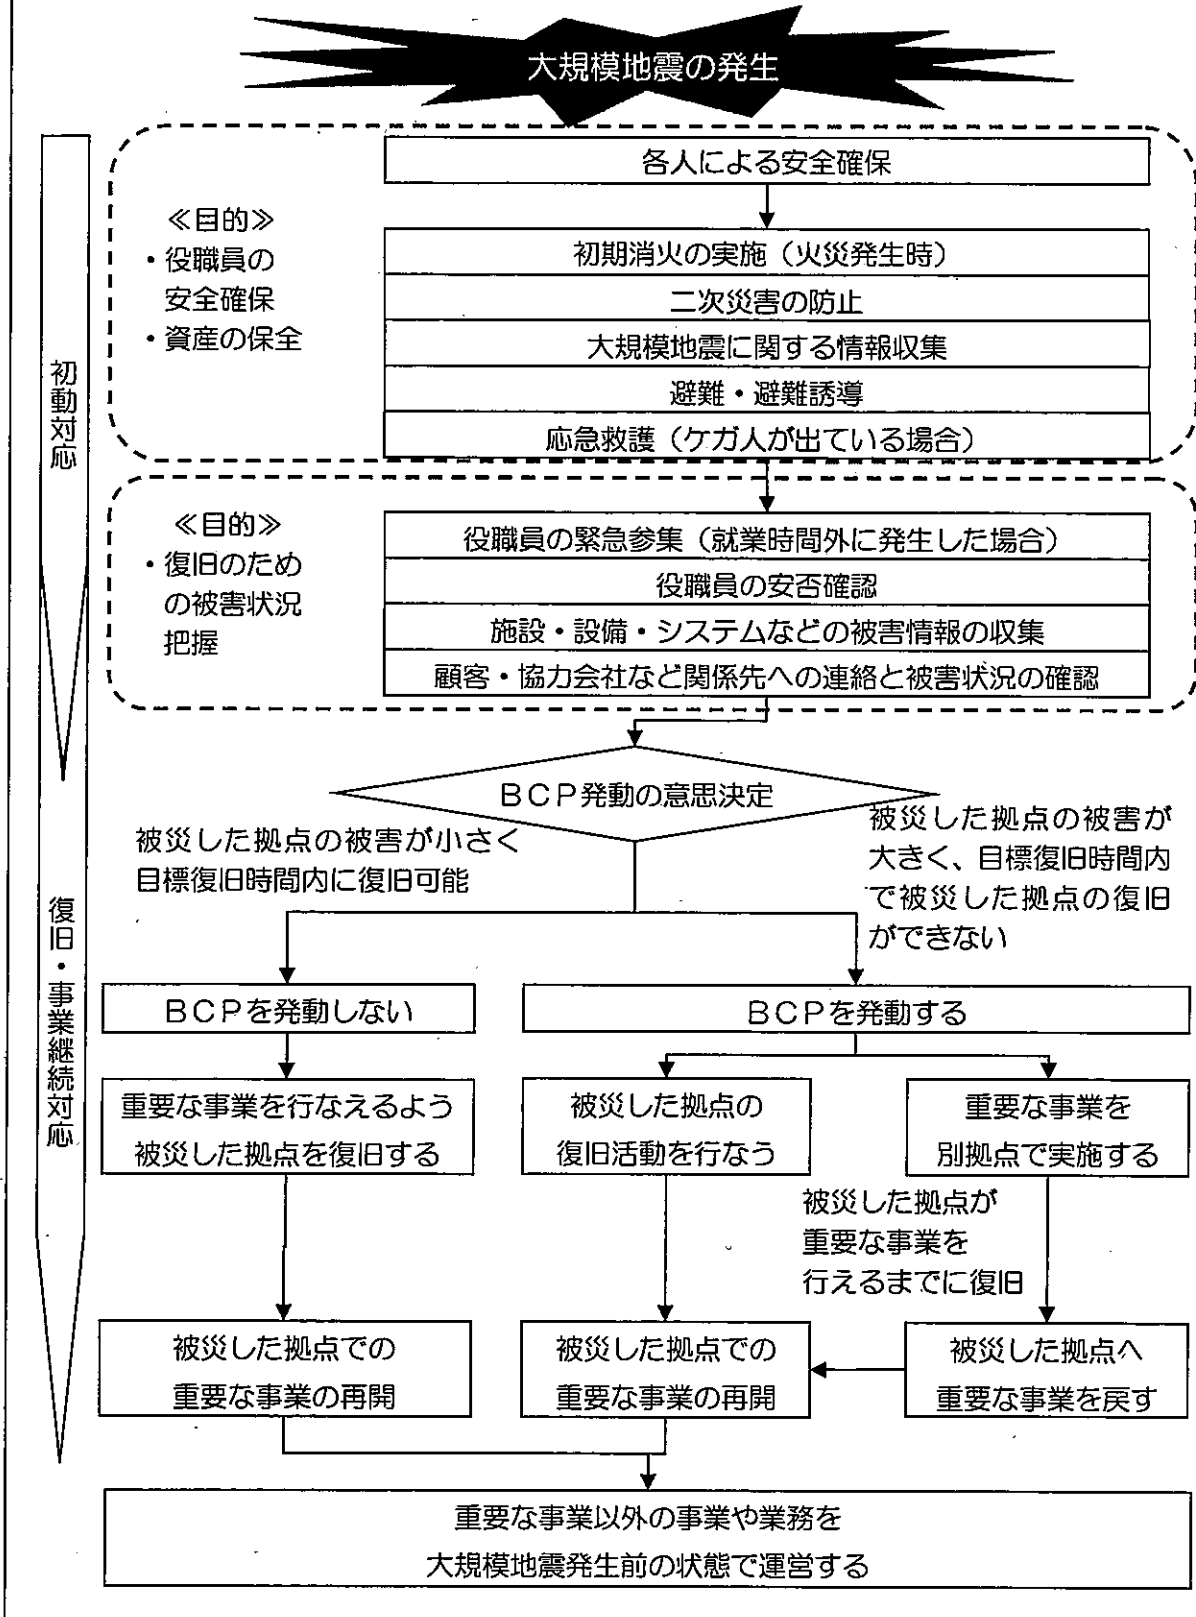 大規模地震の発生
初動対応
各人による安全確保
≪目的≫
・役職員の
安全確保
・資産の保全
初期消火の実施（火災発生時）
二次災害の防止
大規模地震に関する情報収集
避難・避難誘導
応急救護（ケガ人が出ている場合）
≪目的≫
・復旧のため
の被害状況
把握
役職員の緊急参集（就業時間外に発生した場合）
役職員の安否確認
施設・設備・システムなどの被害情報の収集
顧客・協力会社など関係先への連絡と被害状況の確認
復旧・事業継続対応
ＢＣＰ発動の意思決定
被災した拠点の被害が小さく
目標復旧時間内に復旧可能
被災した拠点の被害が
大きく、目標復旧時間内
で被災した拠点の復旧
ができない
ＢＣＰを発動しない
ＢＣＰを発動する
重要な事業を行なえるよう
被災した拠点を復旧する
被災した拠点の
復旧活動を行なう
重要な事業を
別拠点で実施する
被災した拠点が
重要な事業を
行えるまでに復旧
被災した拠点での
重要な事業の再開
被災した拠点での
重要な事業の再開
被災した拠点へ
重要な事業を戻す
重要な事業以外の事業や業務を
大規模地震発生前の状態で運営する